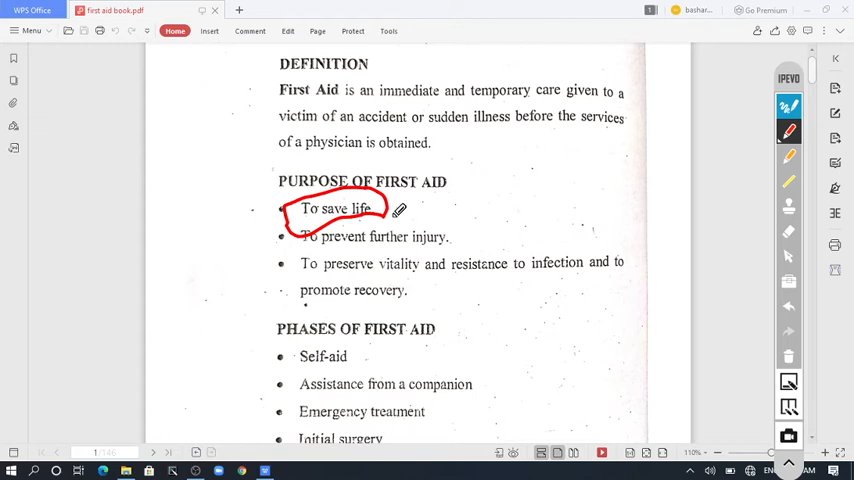 WPS Office
first aid book.pdf
1
bashar...
Go Premium
Menu
Home
Insert
Comment
Edit
Page
Protect
Tools
DEFINITION
First Aid is an immediate and temporary care given to a
victim of an accident or sudden illness before the services
of a physician is obtained.
PURPOSE OF FIRST AID
• To save life.
• To prevent further injury.
• To preserve vitality and resistance to infection and to
promote recovery.
PHASES OF FIRST AID
• Self-aid
• Assistance from a companion
• Emergency treatment
• Initial surgery
IPEVO
1/146
110%